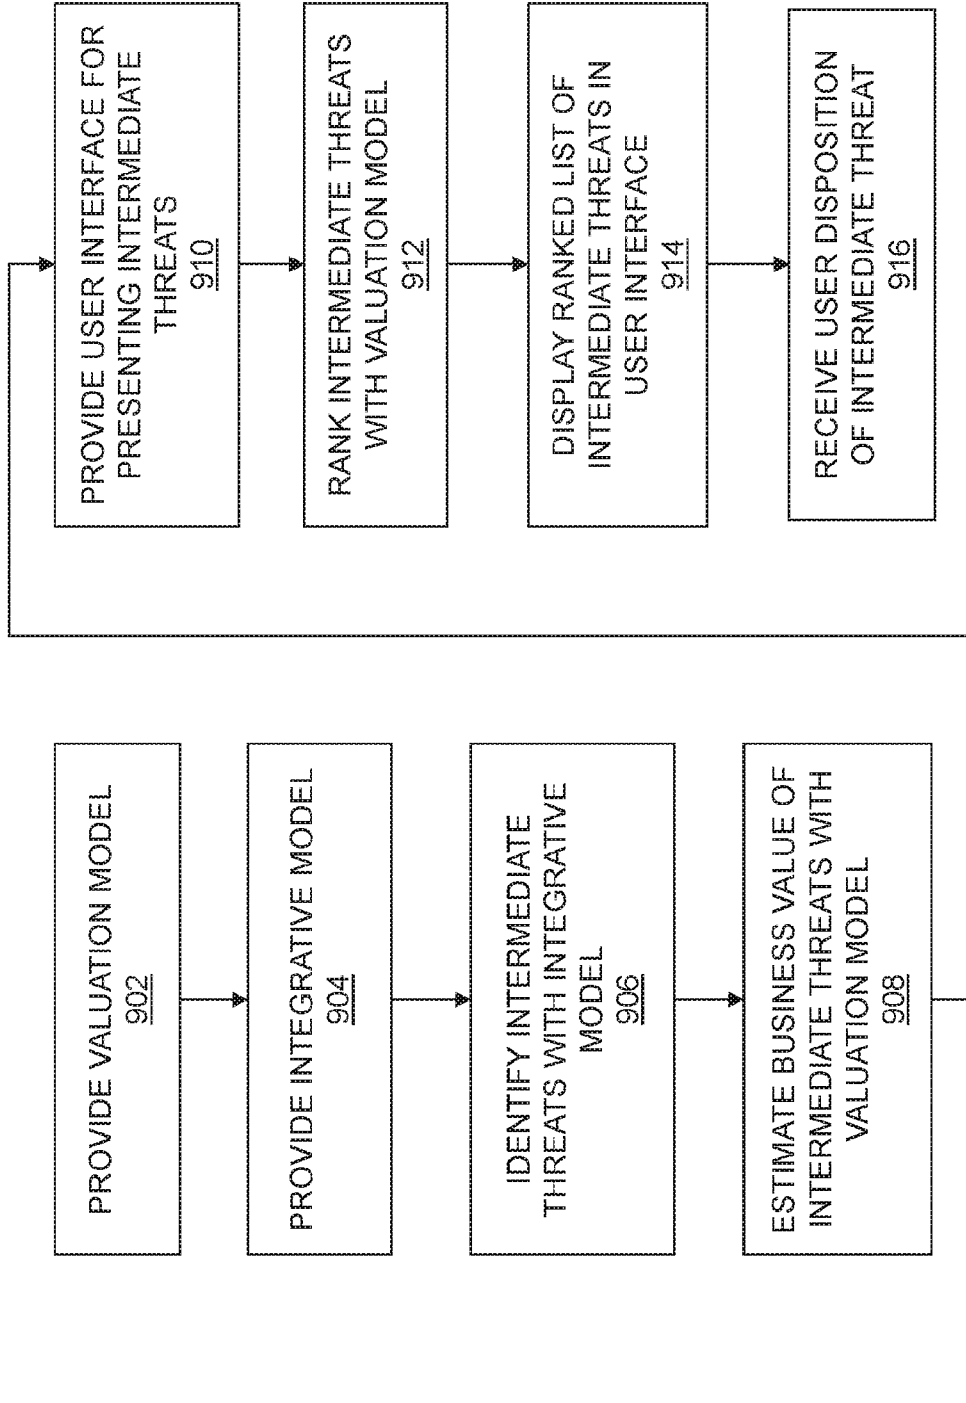 PROVIDE VALUATION MODEL
902
PROVIDE INTEGRATIVE MODEL
904
IDENTIFY INTERMEDIATE
THREATS WITH INTEGRATIVE
MODEL
906
ESTIMATE BUSINESS VALUE OF
INTERMEDIATE THREATS WITH
VALUATION MODEL
908
PROVIDE USER INTERFACE FOR
PRESENTING INTERMEDIATE
THREATS
910
RANK INTERMEDIATE THREATS
WITH VALUATION MODEL
912
DISPLAY RANKED LIST OF
INTERMEDIATE THREATS IN
USER INTERFACE
914
RECEIVE USER DISPOSITION
OF INTERMEDIATE THREAT
916